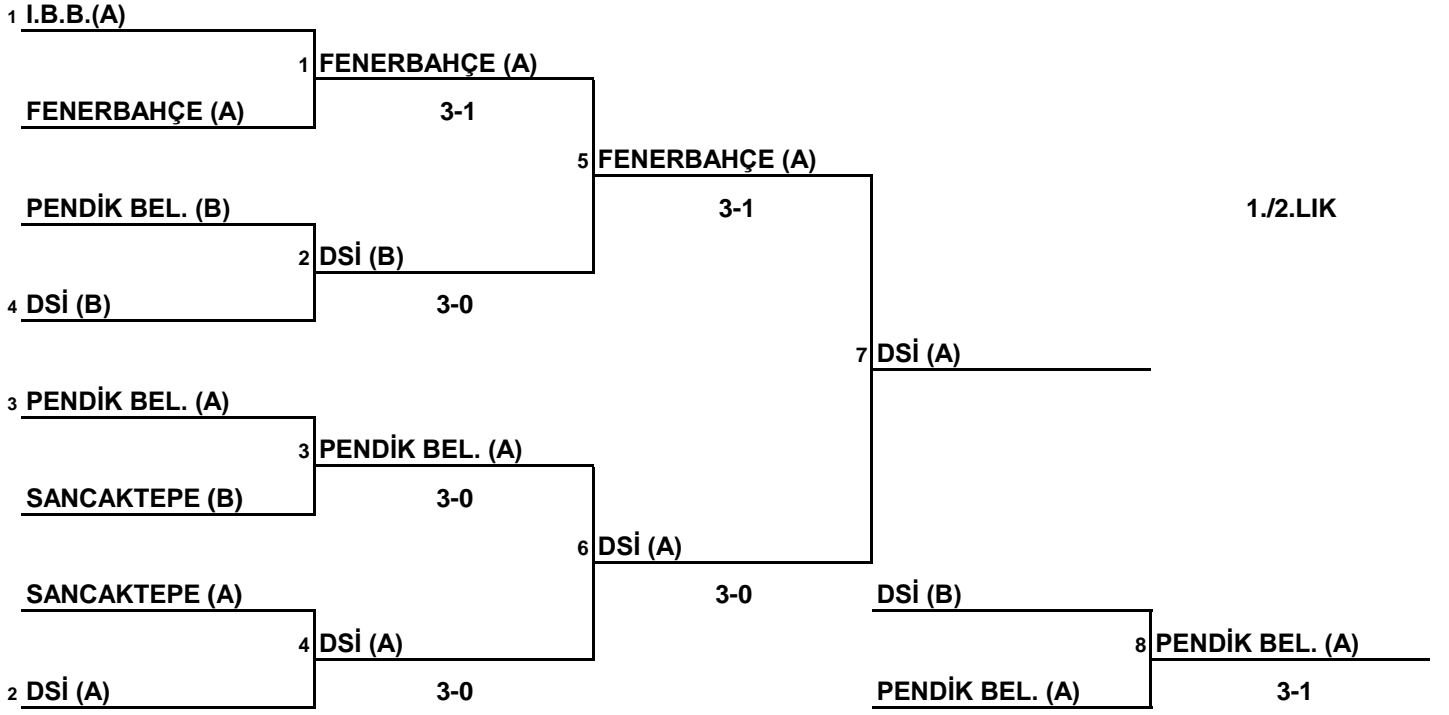 1 I.B.B.(A)
1 FENERBAHÇE (A)
FENERBAHÇE (A) 3-1
5 FENERBAHÇE (A)
PENDİK BEL. (B) 3-1 1./2.LIK
2 DSİ (B)
4 DSİ (B) 3-0
7 DSİ (A)
3 PENDİK BEL. (A)
3 PENDİK BEL. (A)
SANCAKTEPE (B) 3-0
6 DSİ (A)
SANCAKTEPE (A) 3-0 DSİ (B)
4 DSİ (A) 8 PENDİK BEL. (A)
2 DSİ (A) 3-0 PENDİK BEL. (A) 3-1